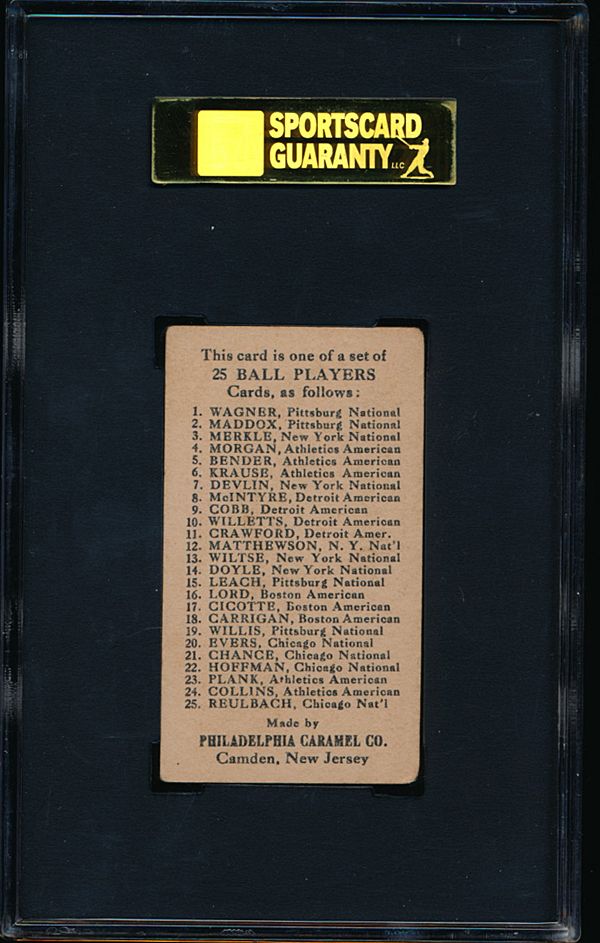 SPORTSCARD
GUARANTY LLC
This card is one of a set of
25 BALL PLAYERS
Cards, as follows:
1. WAGNER, Pittsburg National
2. MADDOX, Pittsburg National
3. MERKLE, New York National
4. MORGAN, Athletics American
5. BENDER, Athletics American
6. KRAUSE, Athletics American
7. DEVLIN, New York National
8. McINTYRE, Detroit American
9. COBB, Detroit American
10. WILLETTS, Detroit American
11. CRAWFORD, Detroit Amer.
12. MATTHEWSON, N. Y. Nat'l
13. WILTSE, New York National
14. DOYLE, New York National
15. LEACH, Pittsburg National
16. LORD, Boston American
17. CICOTTE, Boston American
18. CARRIGAN, Boston American
19. WILLIS, Pittsburg National
20. EVERS, Chicago National
21. CHANCE, Chicago National
22. HOFFMAN, Chicago National
23. PLANK, Athletics American
24. COLLINS, Athletics American
25. REULBACH, Chicago Nat'l
Made by
PHILADELPHIA CARAMEL CO.
Camden, New Jersey